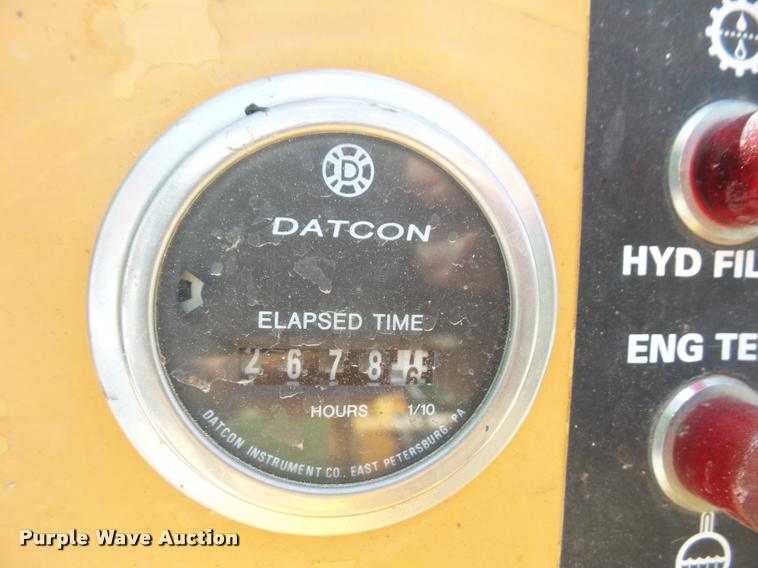 D
DATCON
ELAPSED TIME
2678
HOURS 1/10
DATCON INSTRUMENT CO., EAST PETERSBURG, PA
HYD FIL
ENG TE
Purple Wave Auction